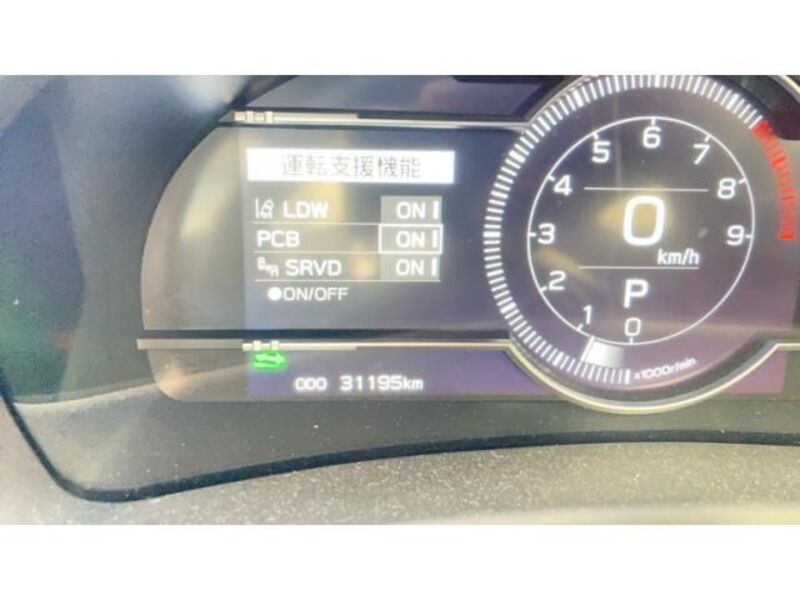 運転支援機能
LDW ON
PCB ON
SRVD ON
●ON/OFF
ODO 31195km
0
1
2
3
4
5
6
7
8
9
0
km/h
P
x1000r/min